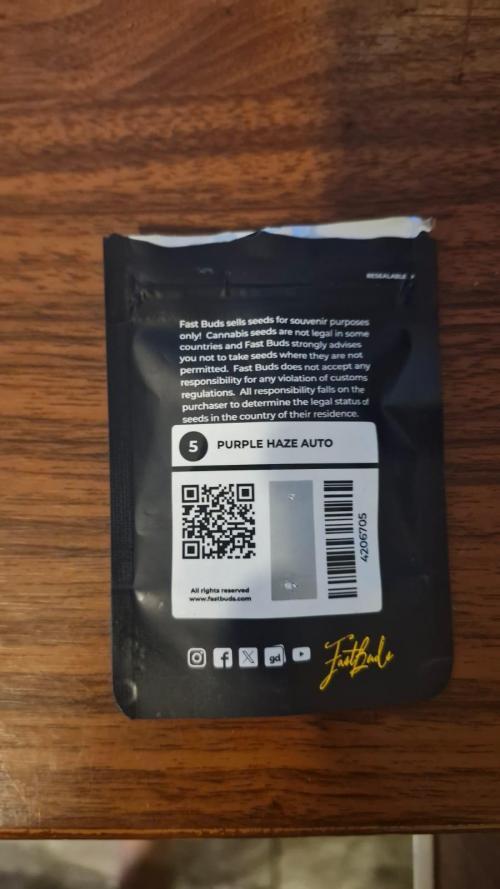 RESEALABLE
Fast Buds sells seeds for souvenir purposes
only! Cannabis seeds are not legal in some
countries and Fast Buds strongly advises
you not to take seeds where they are not
permitted. Fast Buds does not accept any
responsibility for any violation of customs
regulations. All responsibility falls on the
purchaser to determine the legal status of
seeds in the country of their residence.
5 PURPLE HAZE AUTO
4206705
All rights reserved
www.fastbuds.com
gd
FastBuds